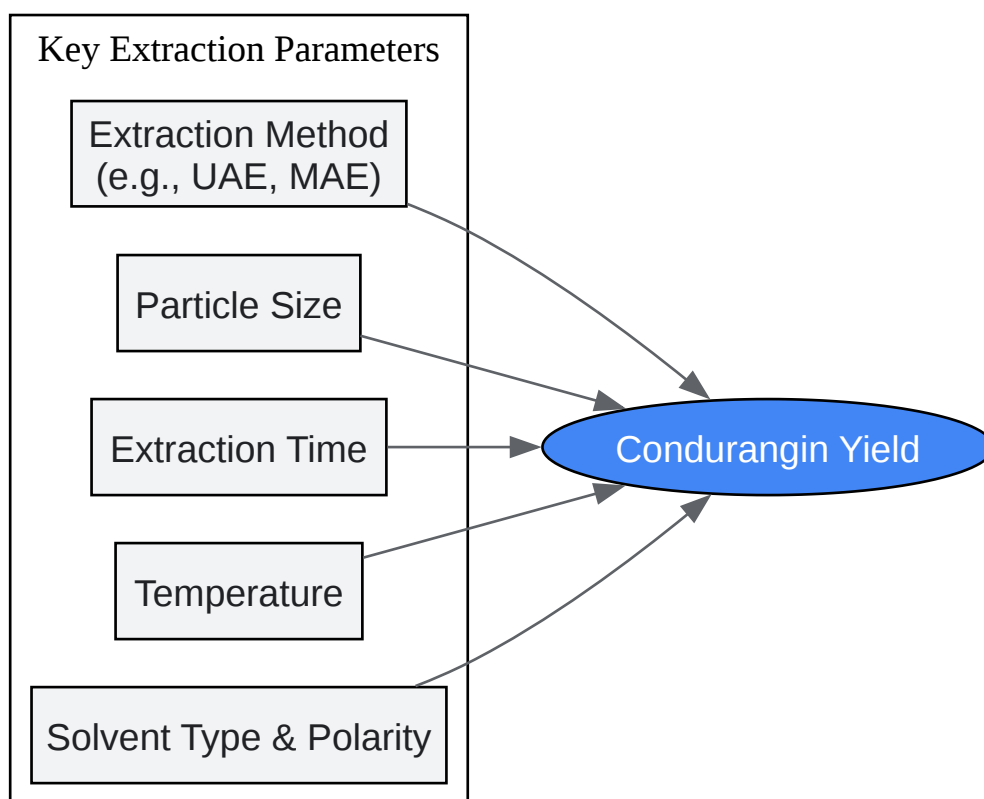 Key Extraction Parameters
Extraction Method
(e.g., UAE, MAE)
Particle Size
Extraction Time
Condurangin Yield
Temperature
Solvent Type & Polarity